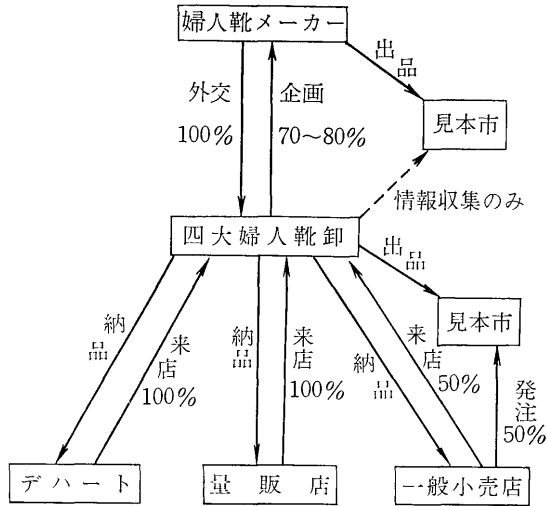 婦人靴メーカー
出品
外交
100%
企画
70〜80%
見本市
情報収集のみ
四大婦人靴卸
出品
見本市
納品
来店
100%
納品
来店
100%
納品
来店
50%
発注
50%
デハート
量販店
一般小売店